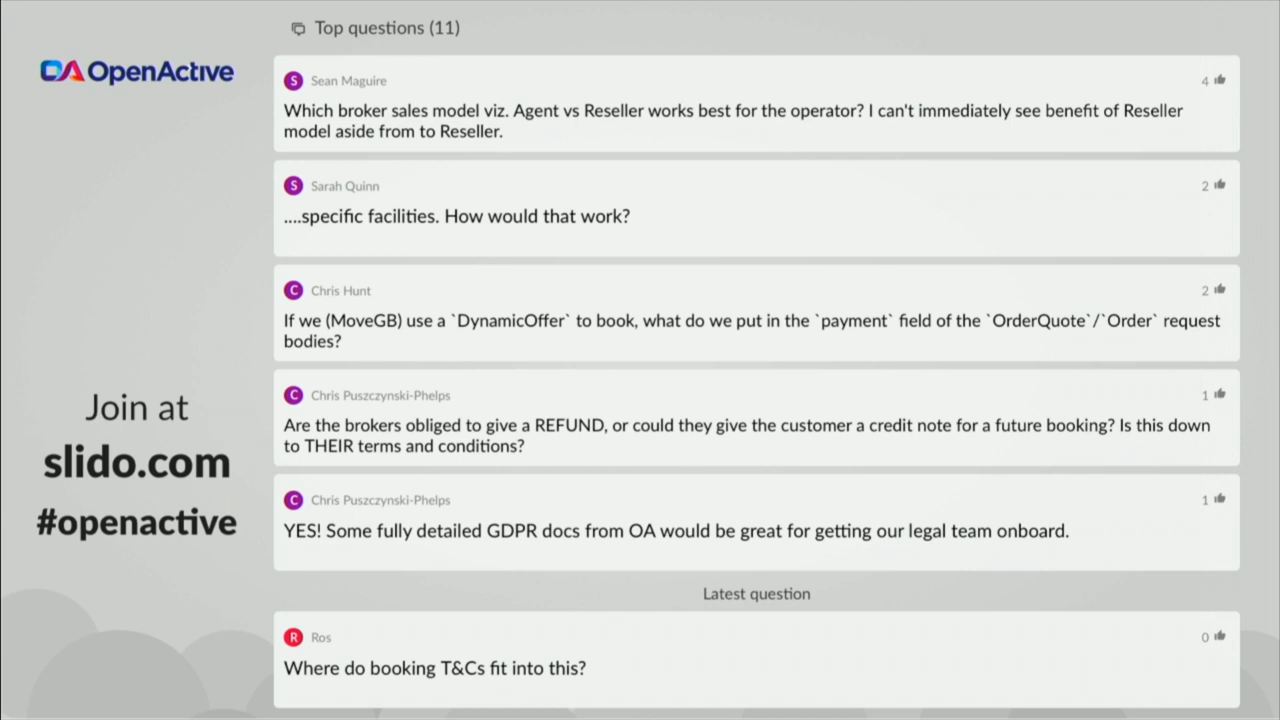 Top questions (11)
OA OpenActive
S Sean Maguire 4
Which broker sales model viz. Agent vs Reseller works best for the operator? I can't immediately see benefit of Reseller
model aside from to Reseller.
S Sarah Quinn 2
....specific facilities. How would that work?
C Chris Hunt 2
If we (MoveGB) use a `DynamicOffer` to book, what do we put in the `payment` field of the `OrderQuote`/`Order` request
bodies?
C Chris Puszczynski-Phelps 1
Are the brokers obliged to give a REFUND, or could they give the customer a credit note for a future booking? Is this down
to THEIR terms and conditions?
C Chris Puszczynski-Phelps 1
YES! Some fully detailed GDPR docs from OA would be great for getting our legal team onboard.
Latest question
R Ros 0
Where do booking T&Cs fit into this?
Join at
slido.com
#openactive